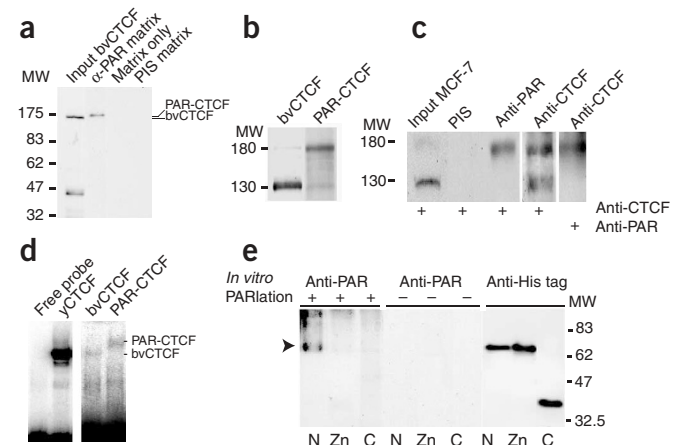 a
MW
Input bvCTCF
α-PAR matrix
Matrix only
PIS matrix
175
83
62
47
32
PAR-CTCF
bvCTCF
b
MW
bvCTCF
PAR-CTCF
180
130
c
MW
Input MCF-7
PIS
Anti-PAR
Anti-CTCF
Anti-CTCF
180
130
+ + + + Anti-CTCF
+ Anti-PAR
d
Free probe
yCTCF
bvCTCF
PAR-CTCF
PAR-CTCF
bvCTCF
e
In vitro
PARlation
Anti-PAR Anti-PAR Anti-His tag
+ + + – – –
MW
83
62
47
32.5
N Zn C N Zn C N Zn C